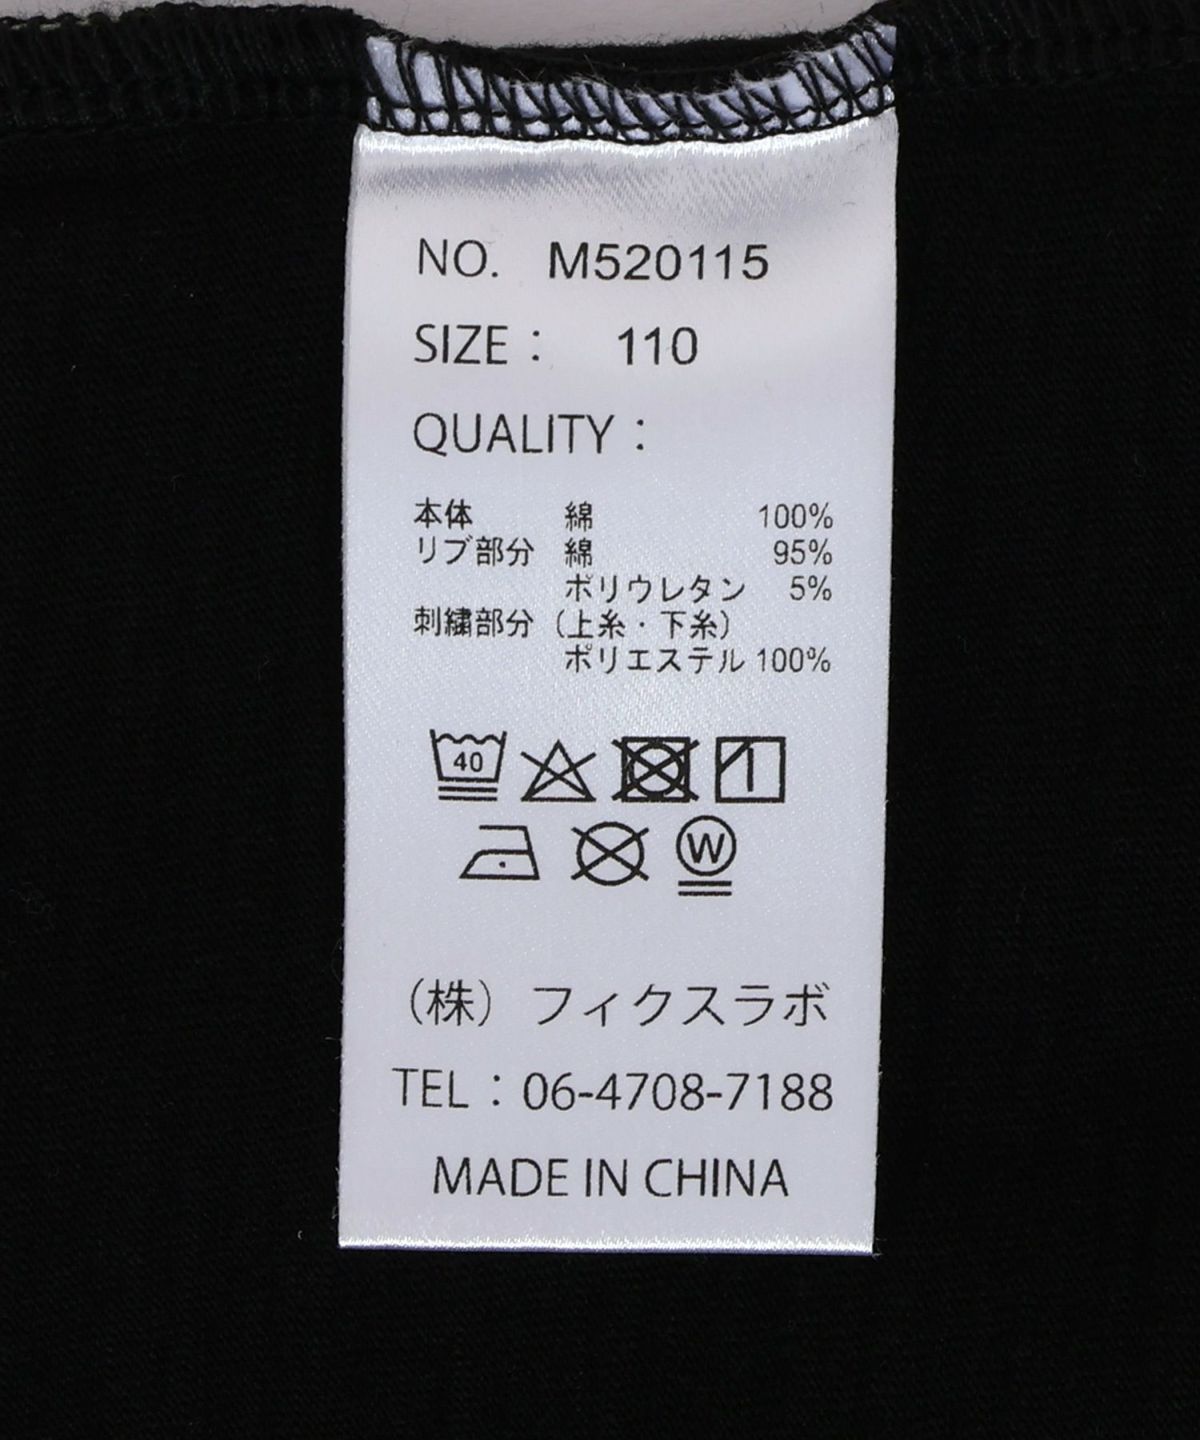 NO. M520115
SIZE： 110
QUALITY：
本体 綿 100%
リブ部分 綿 95%
ポリウレタン 5%
刺繍部分（上糸・下糸）
ポリエステル 100%
40
W
（株）フィクスラボ
TEL：06-4708-7188
MADE IN CHINA